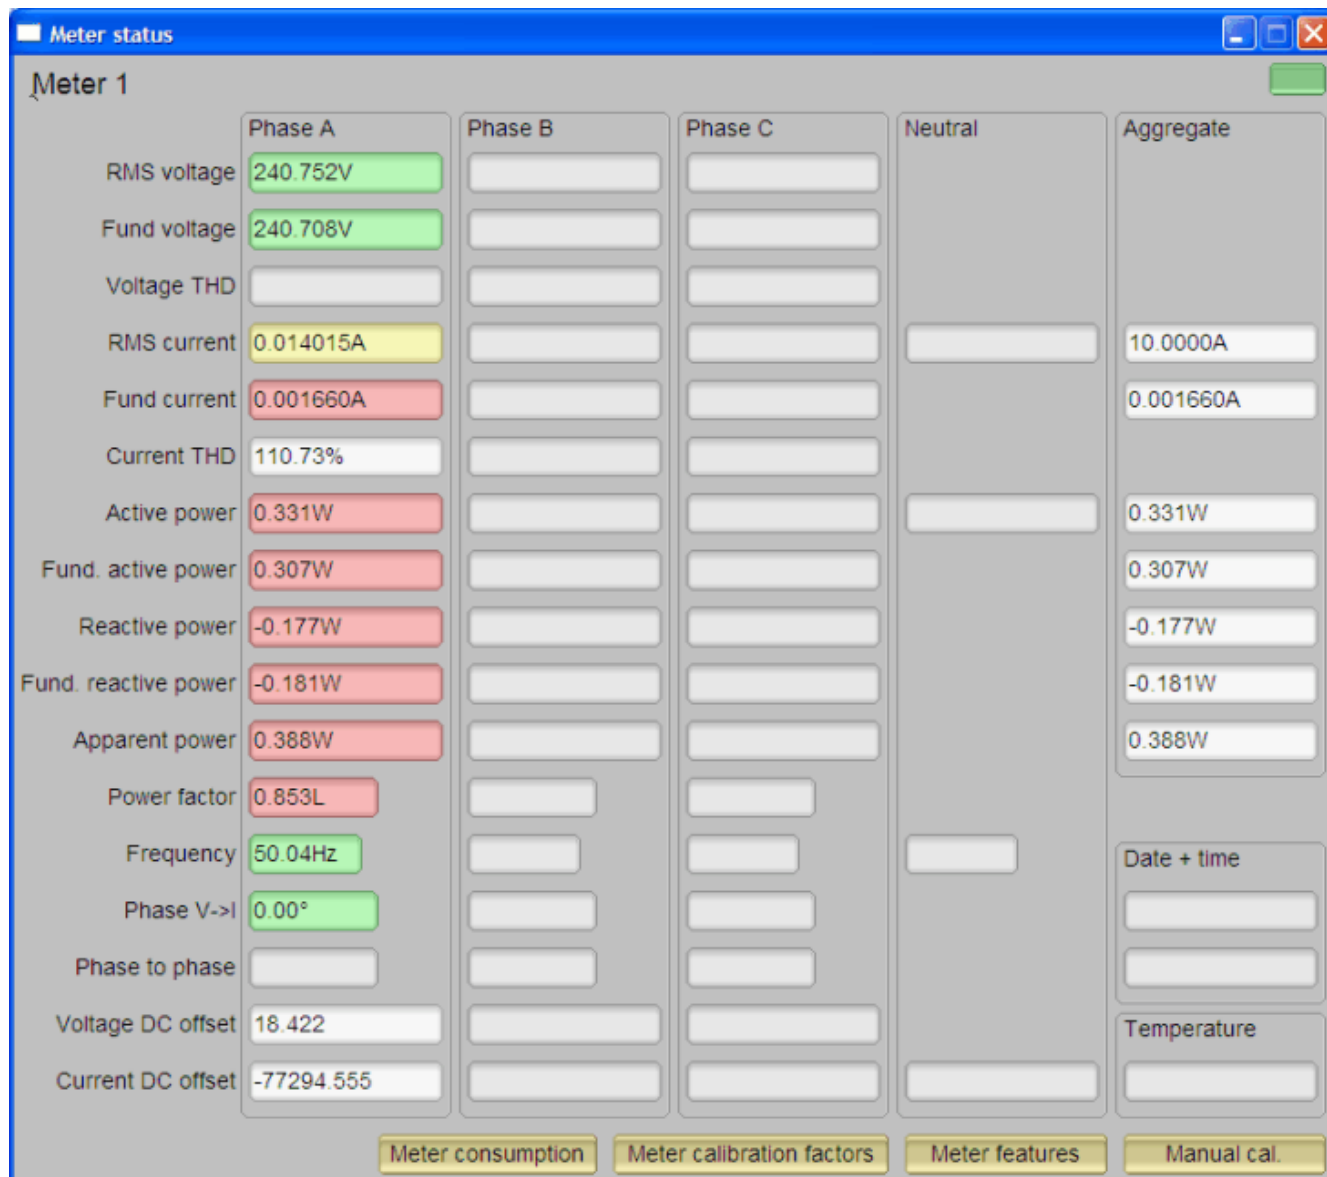 Meter status
Meter 1
Phase A Phase B Phase C Neutral Aggregate
RMS voltage 240.752V
Fund voltage 240.708V
Voltage THD
RMS current 0.014015A 10.0000A
Fund current 0.001660A 0.001660A
Current THD 110.73%
Active power 0.331W 0.331W
Fund. active power 0.307W 0.307W
Reactive power -0.177W -0.177W
Fund. reactive power -0.181W -0.181W
Apparent power 0.388W 0.388W
Power factor 0.853L
Frequency 50.04Hz Date + time
Phase V->I 0.00°
Phase to phase
Voltage DC offset 18.422 Temperature
Current DC offset -77294.555
Meter consumption Meter calibration factors Meter features Manual cal.